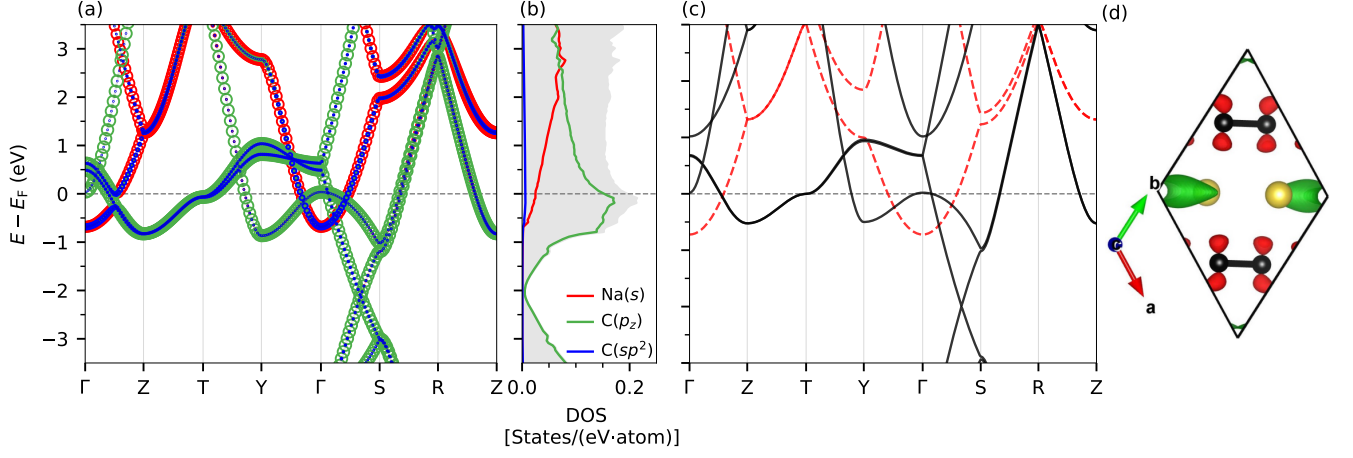 (a)
(b)
(c)
(d)
E − E_F (eV)
3
2
1
0
−1
−2
−3
Γ Z T Y Γ S R Z
Na(s)
C(p_z)
C(sp²)
0.0 0.2
DOS
[States/(eV·atom)]
Γ Z T Y Γ S R Z
b
c
a